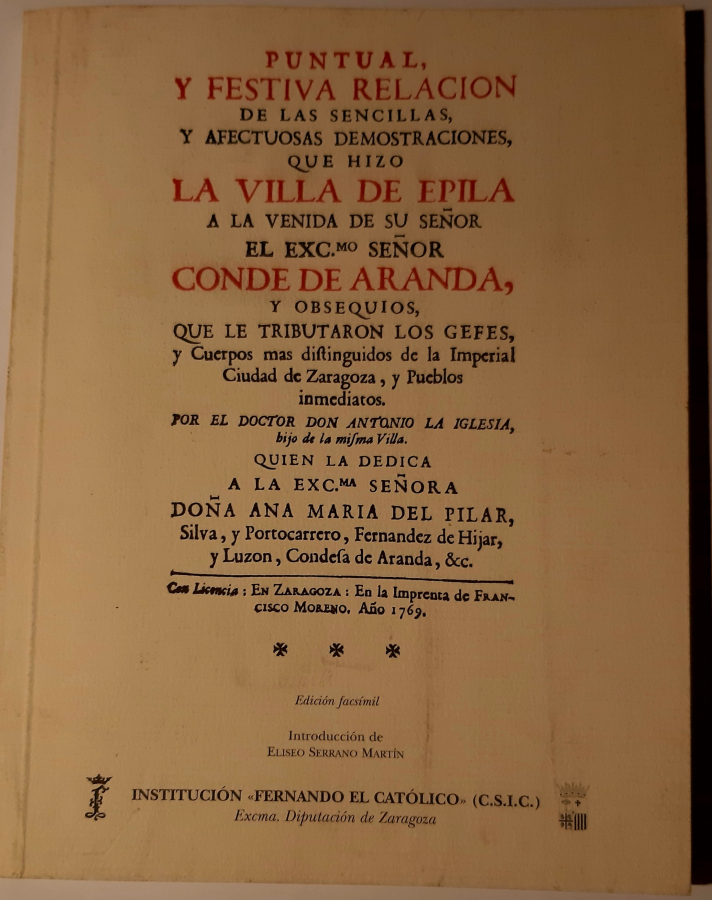 PUNTUAL,
Y FESTIVA RELACION
DE LAS SENCILLAS,
Y AFECTUOSAS DEMOSTRACIONES,
QUE HIZO
LA VILLA DE EPILA
A LA VENIDA DE SU SEÑOR
EL EXC.MO SEÑOR
CONDE DE ARANDA,
Y OBSEQUIOS,
QUE LE TRIBUTARON LOS GEFES,
y Cuerpos mas diſtinguidos de la Imperial
Ciudad de Zaragoza, y Pueblos
inmediatos.
POR EL DOCTOR DON ANTONIO LA IGLESIA,
hijo de la miſma Villa.
QUIEN LA DEDICA
A LA EXC.MA SEÑORA
DOÑA ANA MARIA DEL PILAR,
Silva, y Portocarrero, Fernandez de Hijar,
y Luzon, Condeſa de Aranda, &c.
Con Licencia: EN ZARAGOZA: En la Imprenta de FRAN-
CISCO MORENO. Año 1769.
Edición facsímil
Introducción de
ELISEO SERRANO MARTÍN
INSTITUCIÓN «FERNANDO EL CATÓLICO» (C.S.I.C.)
Excma. Diputación de Zaragoza